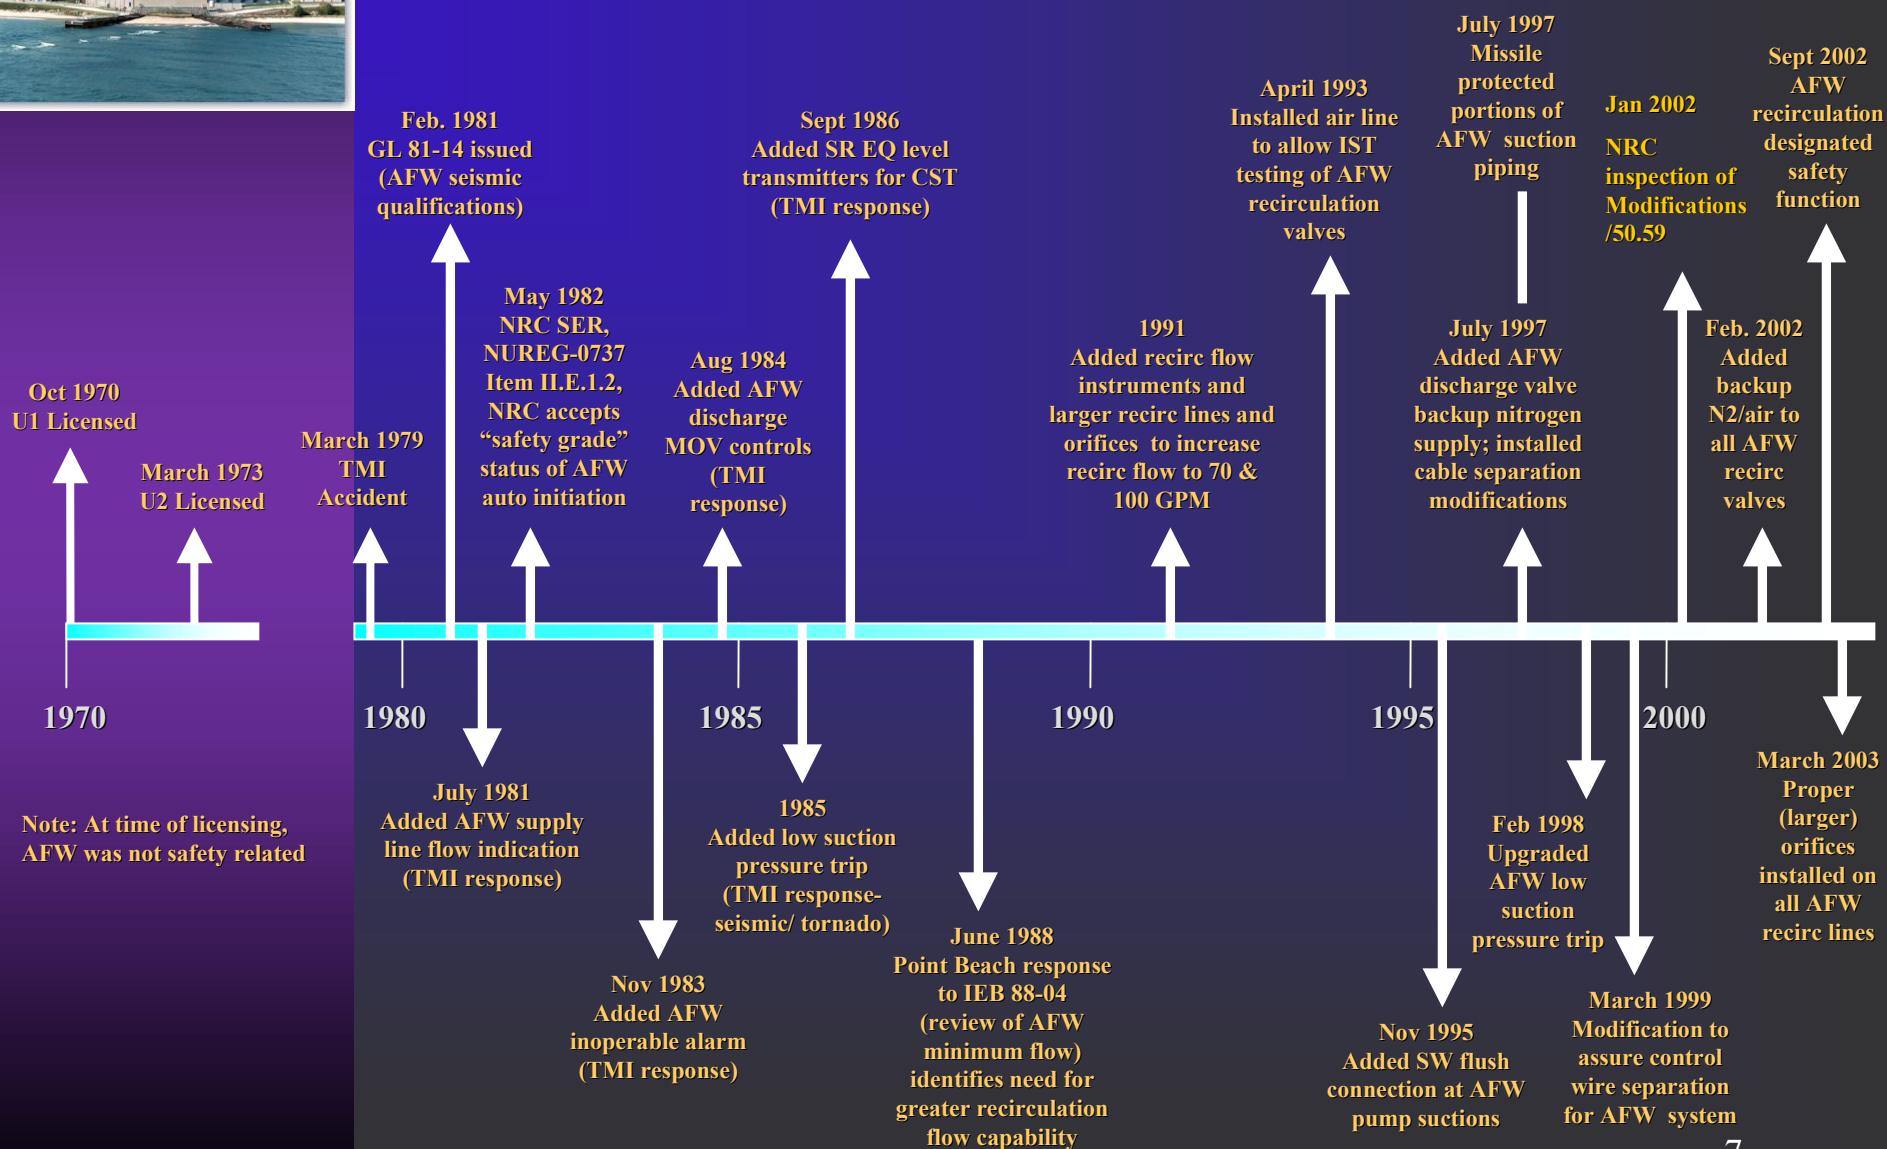 Oct 1970
U1 Licensed
March 1973
U2 Licensed
March 1979
TMI
Accident
Feb. 1981
GL 81-14 issued
(AFW seismic
qualifications)
May 1982
NRC SER,
NUREG-0737
Item II.E.1.2,
NRC accepts
“safety grade”
status of AFW
auto initiation
Aug 1984
Added AFW
discharge
MOV controls
(TMI
response)
Sept 1986
Added SR EQ level
transmitters for CST
(TMI response)
1991
Added recirc flow
instruments and
larger recirc lines and
orifices to increase
recirc flow to 70 &
100 GPM
April 1993
Installed air line
to allow IST
testing of AFW
recirculation
valves
July 1997
Missile
protected
portions of
AFW suction
piping
July 1997
Added AFW
discharge valve
backup nitrogen
supply; installed
cable separation
modifications
Jan 2002
NRC
inspection of
Modifications
/50.59
Feb. 2002
Added
backup
N2/air to
all AFW
recirc
valves
Sept 2002
AFW
recirculation
designated
safety
function
1970
1980
1985
1990
1995
2000
Note: At time of licensing,
AFW was not safety related
July 1981
Added AFW supply
line flow indication
(TMI response)
Nov 1983
Added AFW
inoperable alarm
(TMI response)
1985
Added low suction
pressure trip
(TMI response-
seismic/ tornado)
June 1988
Point Beach response
to IEB 88-04
(review of AFW
minimum flow)
identifies need for
greater recirculation
flow capability
Nov 1995
Added SW flush
connection at AFW
pump suctions
Feb 1998
Upgraded
AFW low
suction
pressure trip
March 1999
Modification to
assure control
wire separation
for AFW system
March 2003
Proper
(larger)
orifices
installed on
all AFW
recirc lines